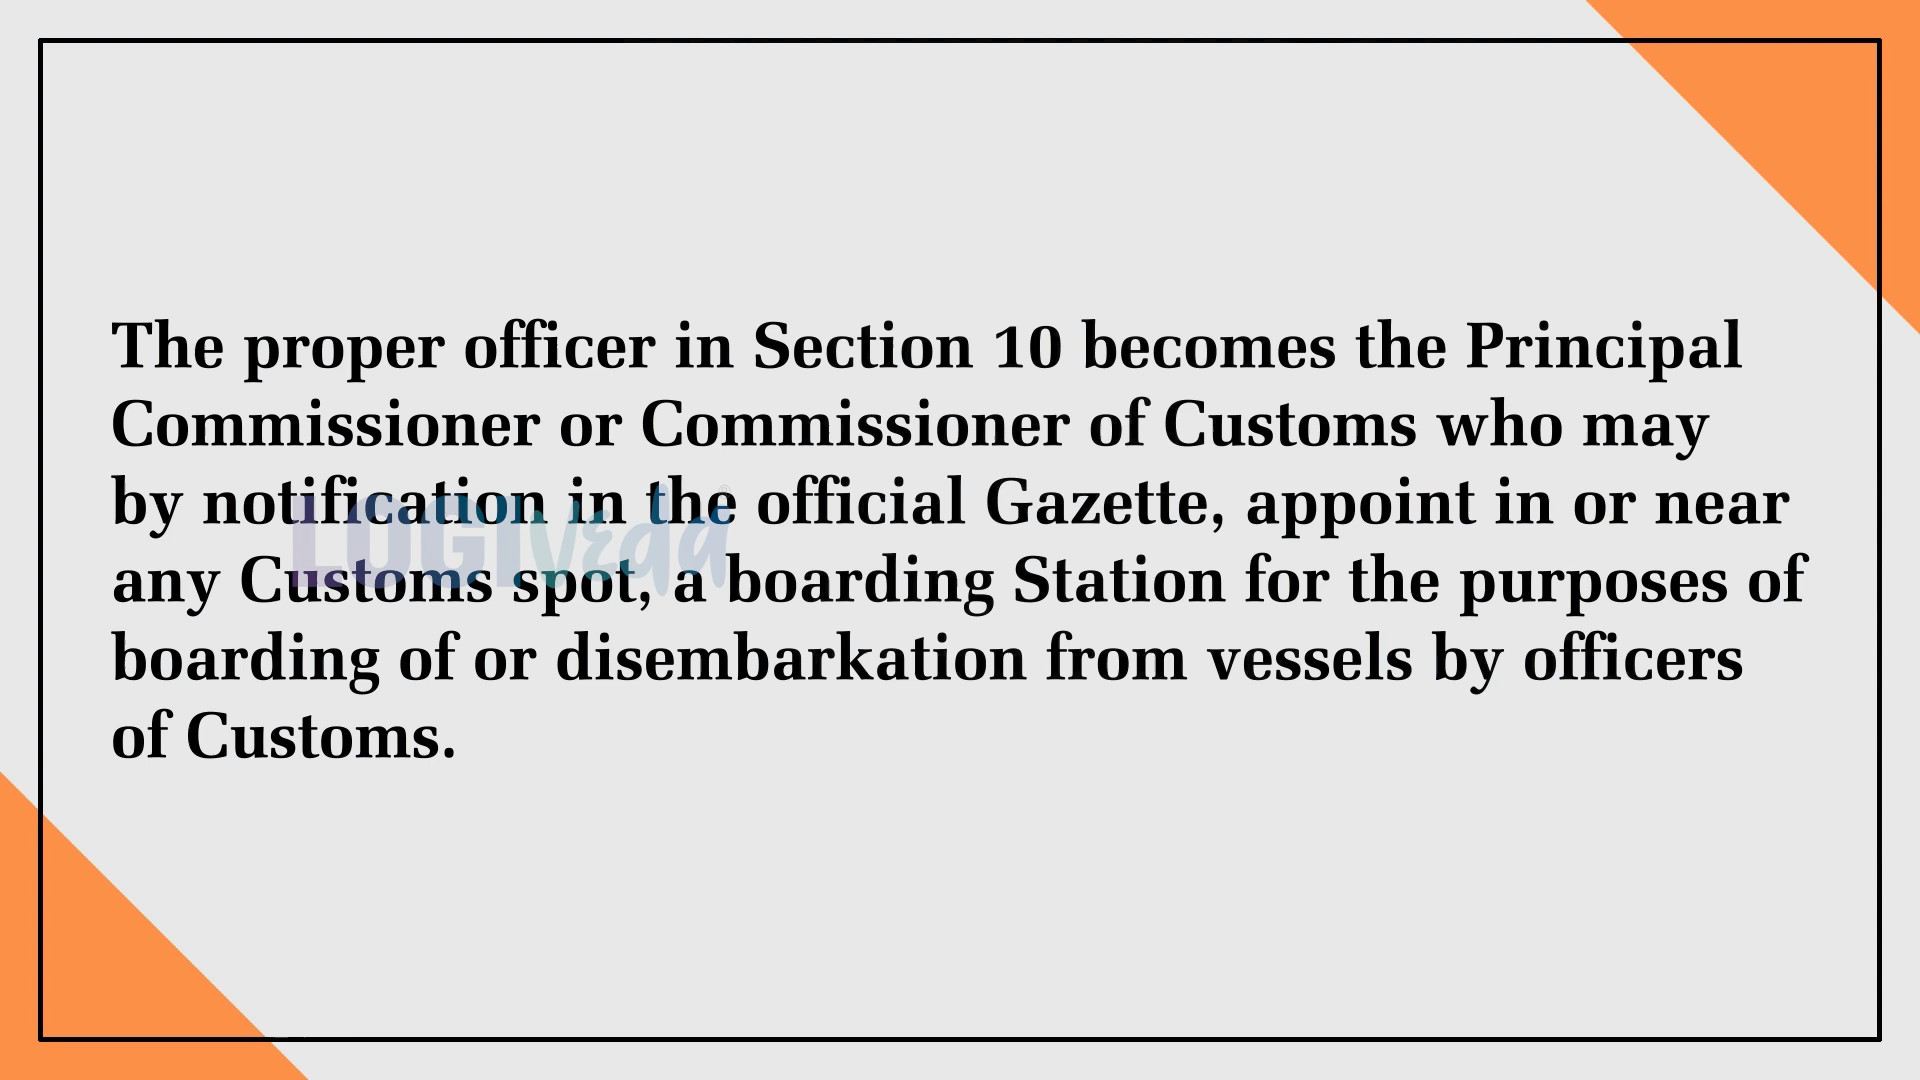 The proper officer in Section 10 becomes the Principal
Commissioner or Commissioner of Customs who may
by notification in the official Gazette, appoint in or near
any Customs spot, a boarding Station for the purposes of
boarding of or disembarkation from vessels by officers
of Customs.
LOGIVeda®